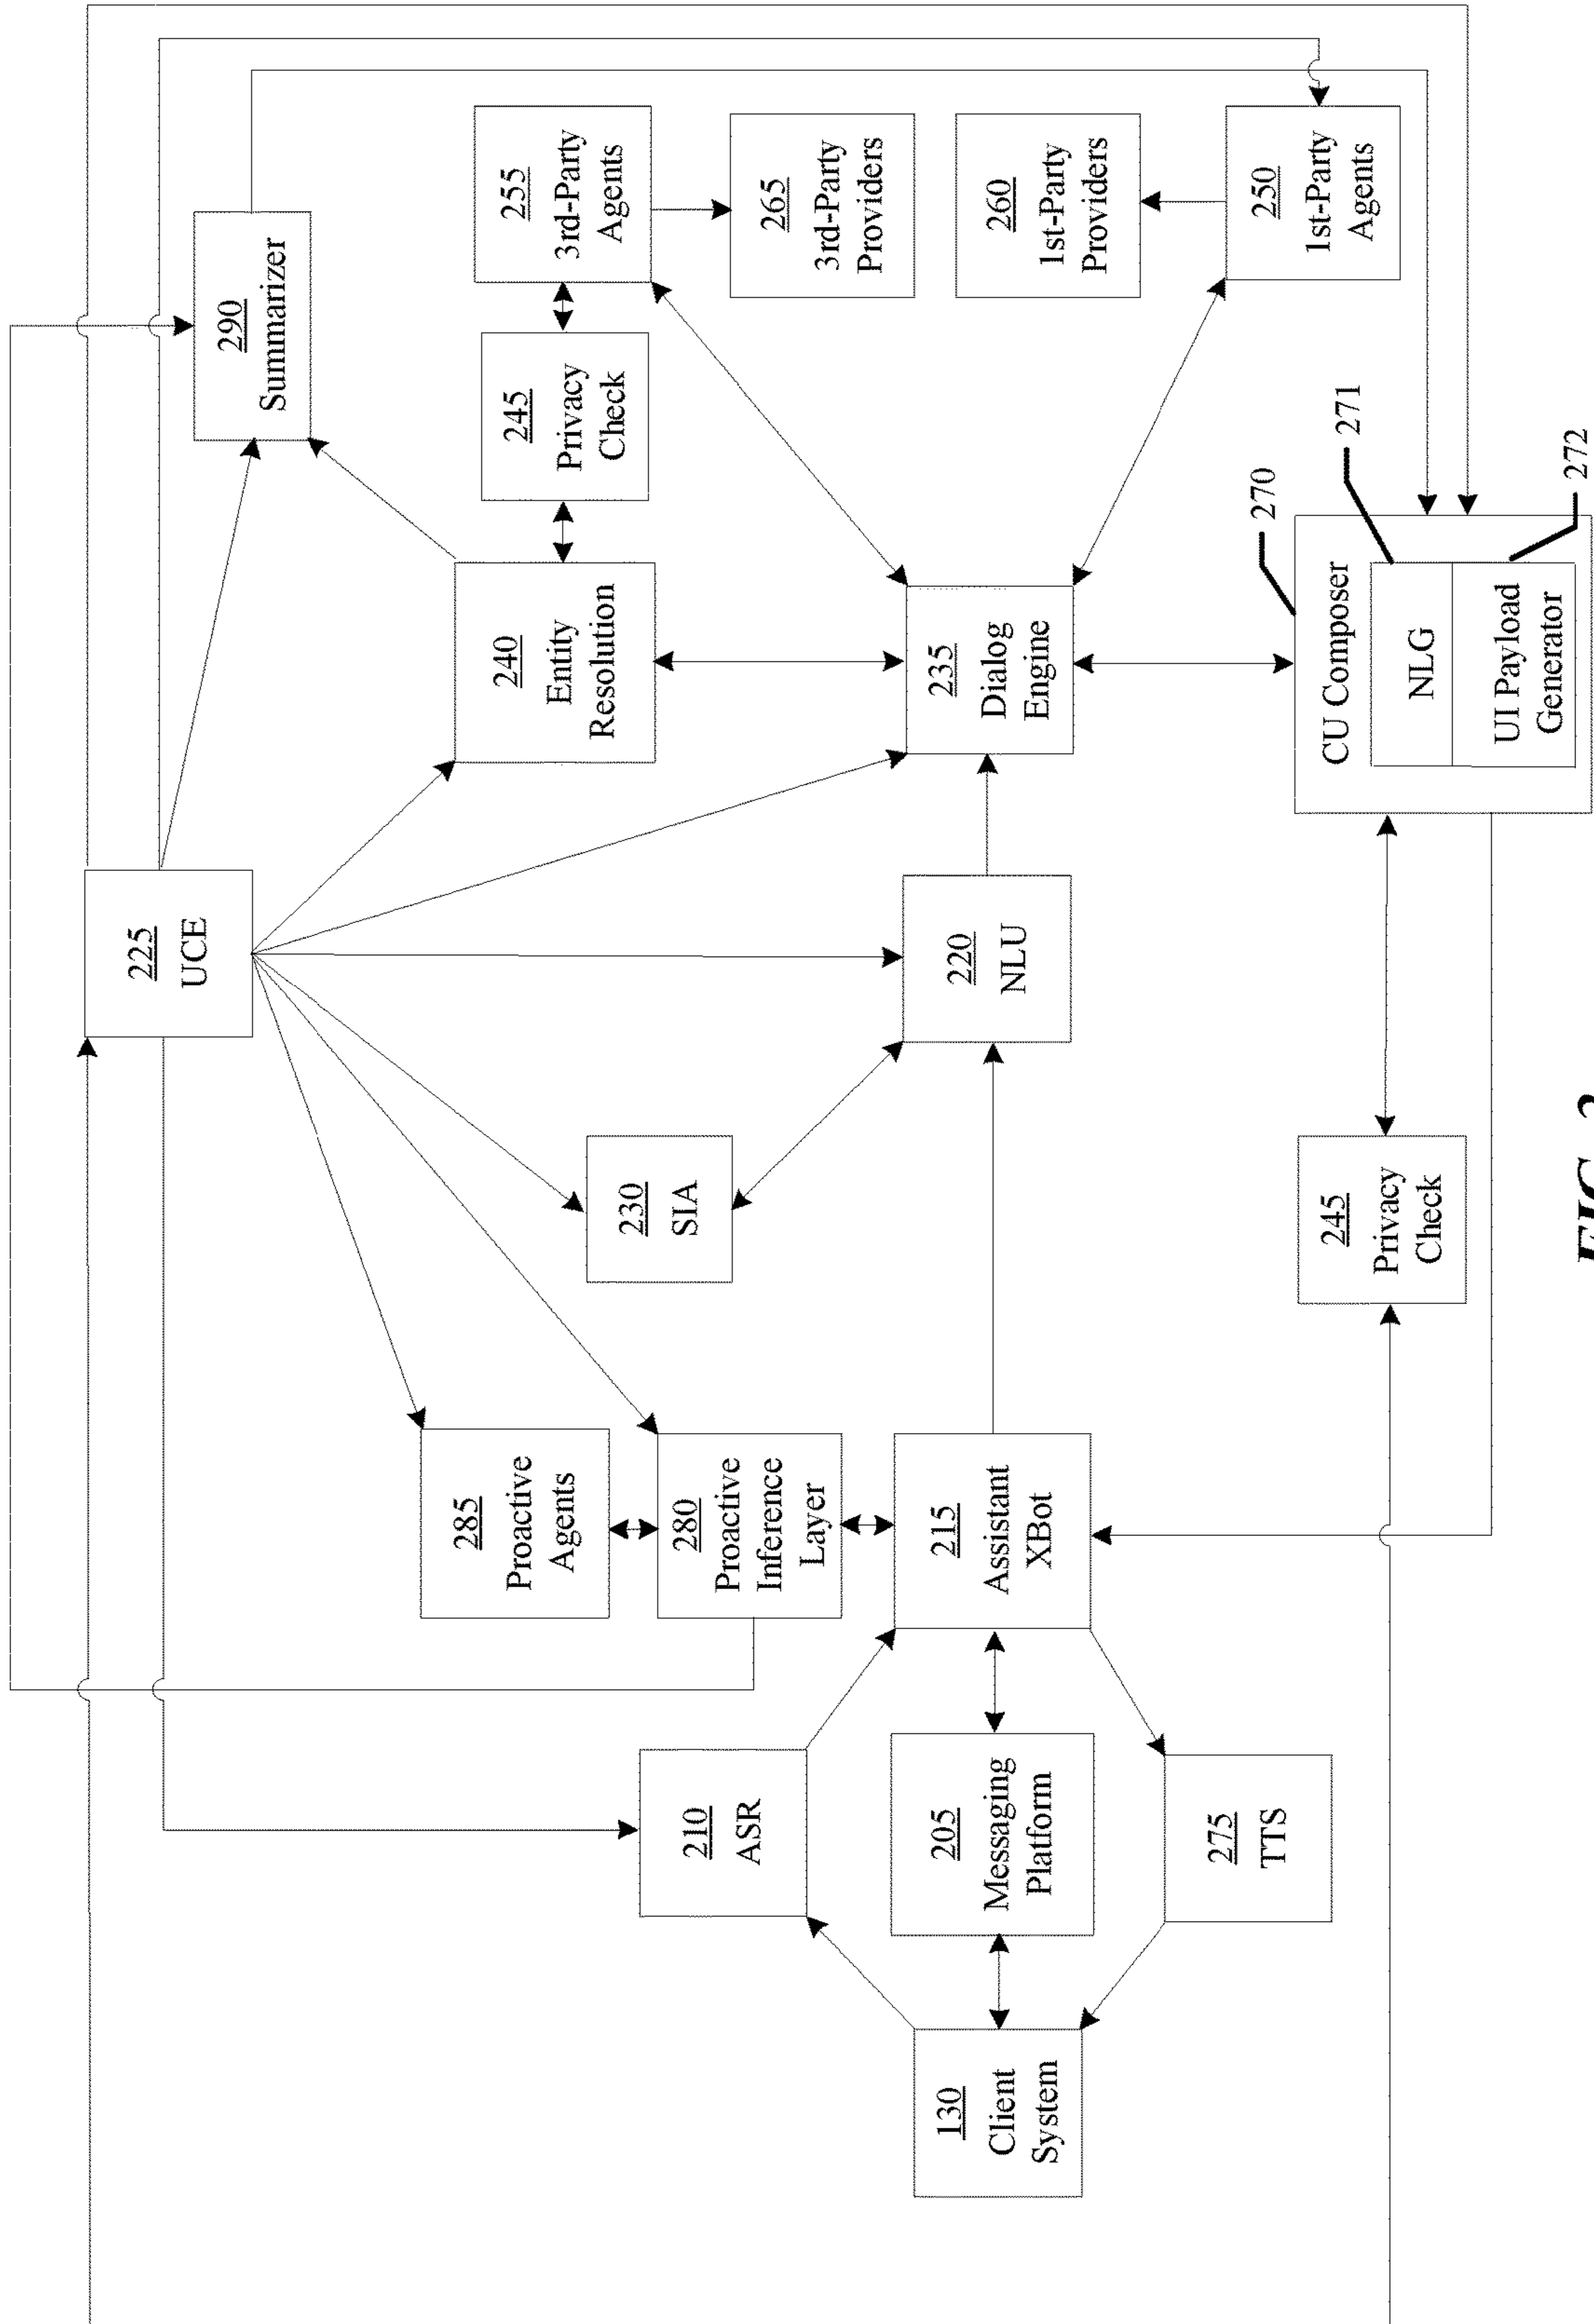 225
UCE
290
Summarizer
285
Proactive
Agents
240
Entity
Resolution
245
Privacy
Check
255
3rd-Party
Agents
230
SIA
210
ASR
280
Proactive
Inference
Layer
265
3rd-Party
Providers
130
Client
System
205
Messaging
Platform
215
Assistant
XBot
220
NLU
235
Dialog
Engine
260
1st-Party
Providers
275
TTS
250
1st-Party
Agents
245
Privacy
Check
270
CU Composer
271
NLG
272
UI Payload
Generator
FIG. 2